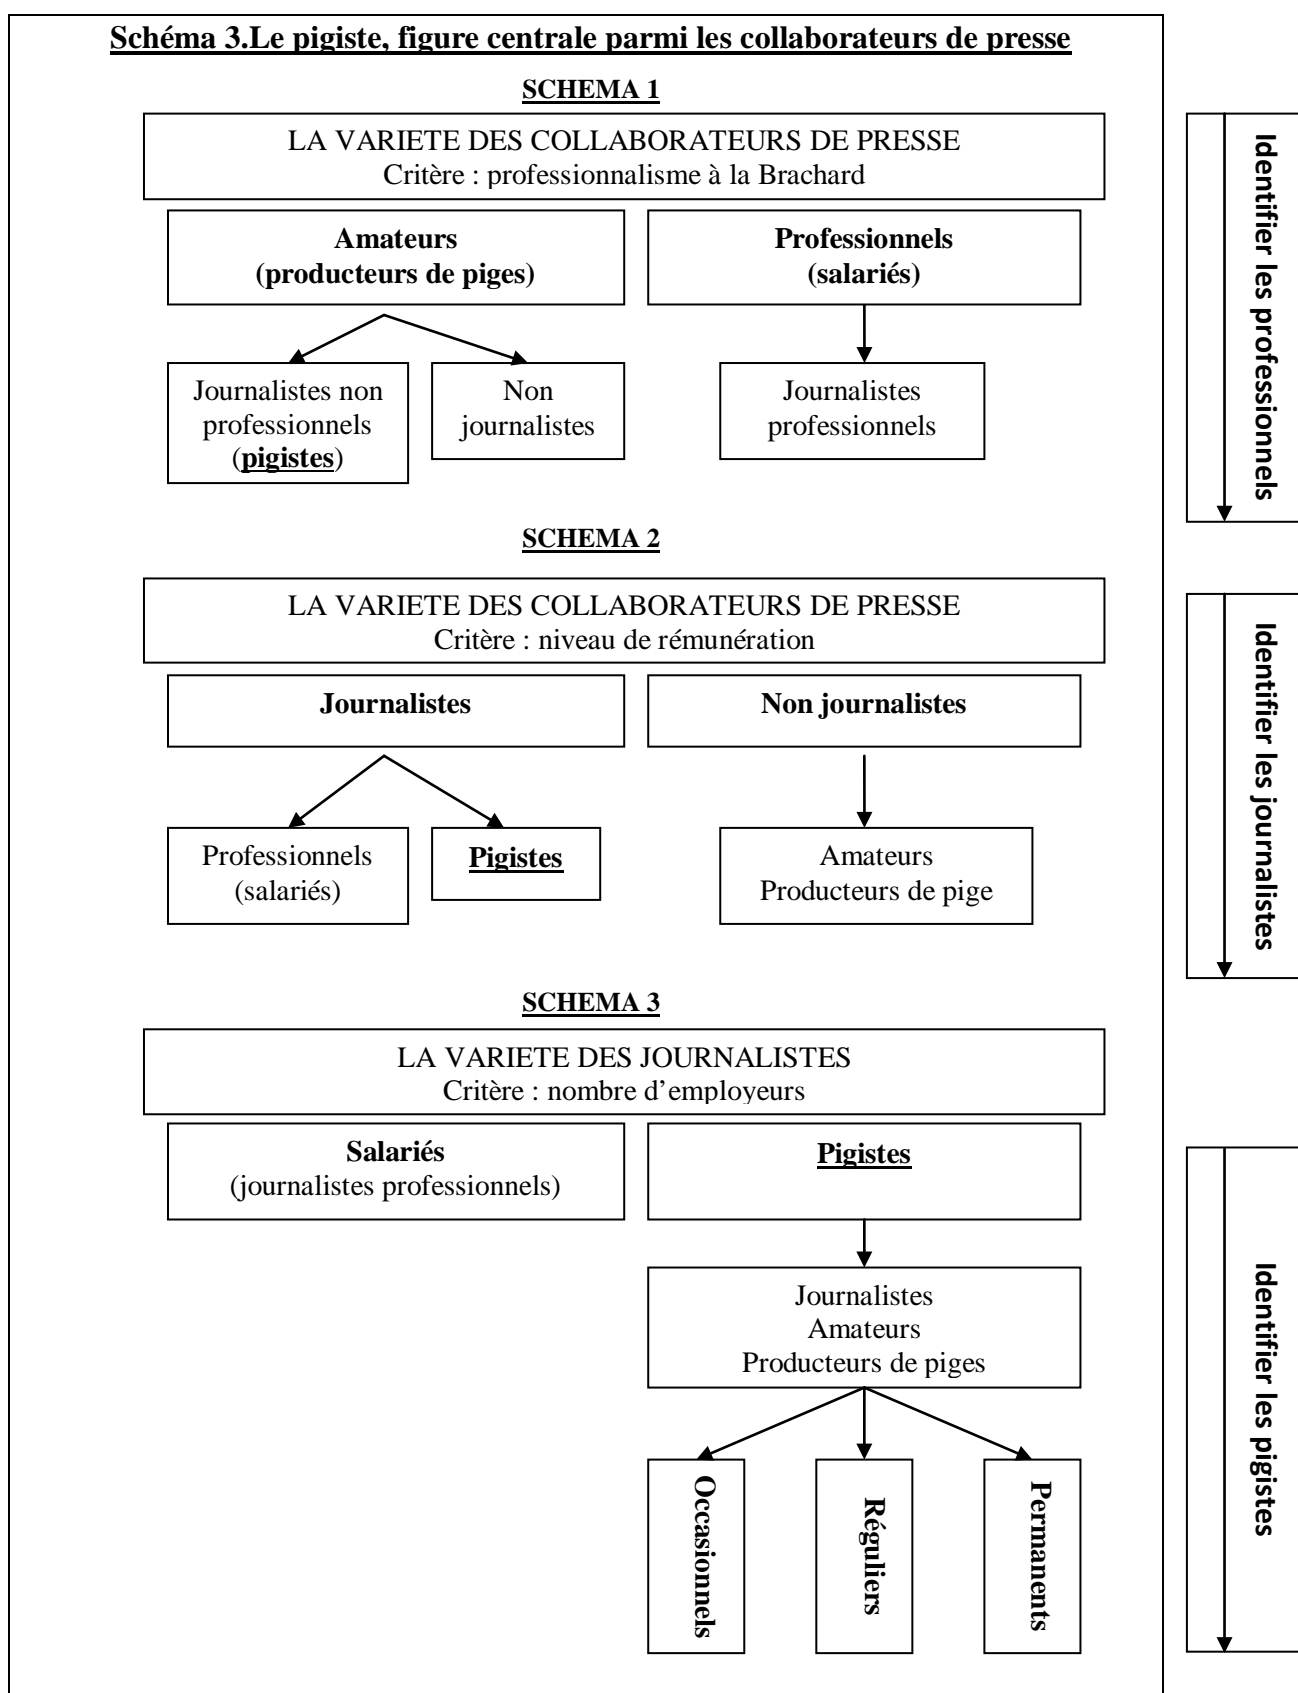 Schéma 3.Le pigiste, figure centrale parmi les collaborateurs de presse
SCHEMA 1
LA VARIETE DES COLLABORATEURS DE PRESSE
Critère : professionnalisme à la Brachard
Amateurs
(producteurs de piges)
Professionnels
(salariés)
Journalistes non
professionnels
(pigistes)
Non
journalistes
Journalistes
professionnels
Identifier les professionnels
SCHEMA 2
LA VARIETE DES COLLABORATEURS DE PRESSE
Critère : niveau de rémunération
Journalistes
Non journalistes
Professionnels
(salariés)
Pigistes
Amateurs
Producteurs de pige
Identifier les journalistes
SCHEMA 3
LA VARIETE DES JOURNALISTES
Critère : nombre d’employeurs
Salariés
(journalistes professionnels)
Pigistes
Journalistes
Amateurs
Producteurs de piges
Occasionnels
Réguliers
Permanents
Identifier les pigistes